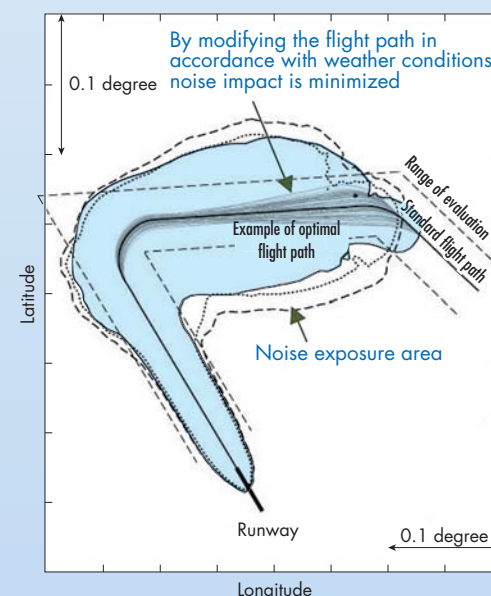 By modifying the flight path in
accordance with weather conditions
noise impact is minimized
0.1 degree
Range of evaluation
Standard flight path
Example of optimal
flight path
Latitude
Noise exposure area
Runway
0.1 degree
Longitude